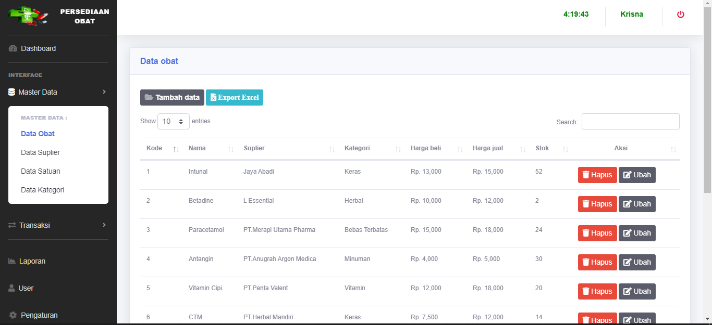 PERSEDIAAN
OBAT
4:19:43 Krisna
Dashboard
INTERFACE
Master Data
MASTER DATA :
Data Obat
Data Suplier
Data Satuan
Data Kategori
Transaksi
Laporan
User
Pengaturan
Data obat
Tambah data Export Excel
Show 10 entries Search:
Kode Nama Suplier Kategori Harga beli Harga jual Stok Aksi
1 Intunal Jaya Abadi Keras Rp. 13,000 Rp. 15,000 52 Hapus Ubah
2 Betadine L Essential Herbal Rp. 10,000 Rp. 12,000 2 Hapus Ubah
3 Paracetamol PT.Merapi Utama Pharma Bebas Terbatas Rp. 15,000 Rp. 18,000 24 Hapus Ubah
4 Antangin PT.Anugrah Argon Medica Minuman Rp. 4,000 Rp. 5,000 30 Hapus Ubah
5 Vitamin Cipi PT Penta Valent Vitamin Rp. 12,000 Rp. 18,000 20 Hapus Ubah
6 CTM PT Herbal Mandiri Keras Rp. 7,500 Rp. 12,000 14 Hapus Ubah